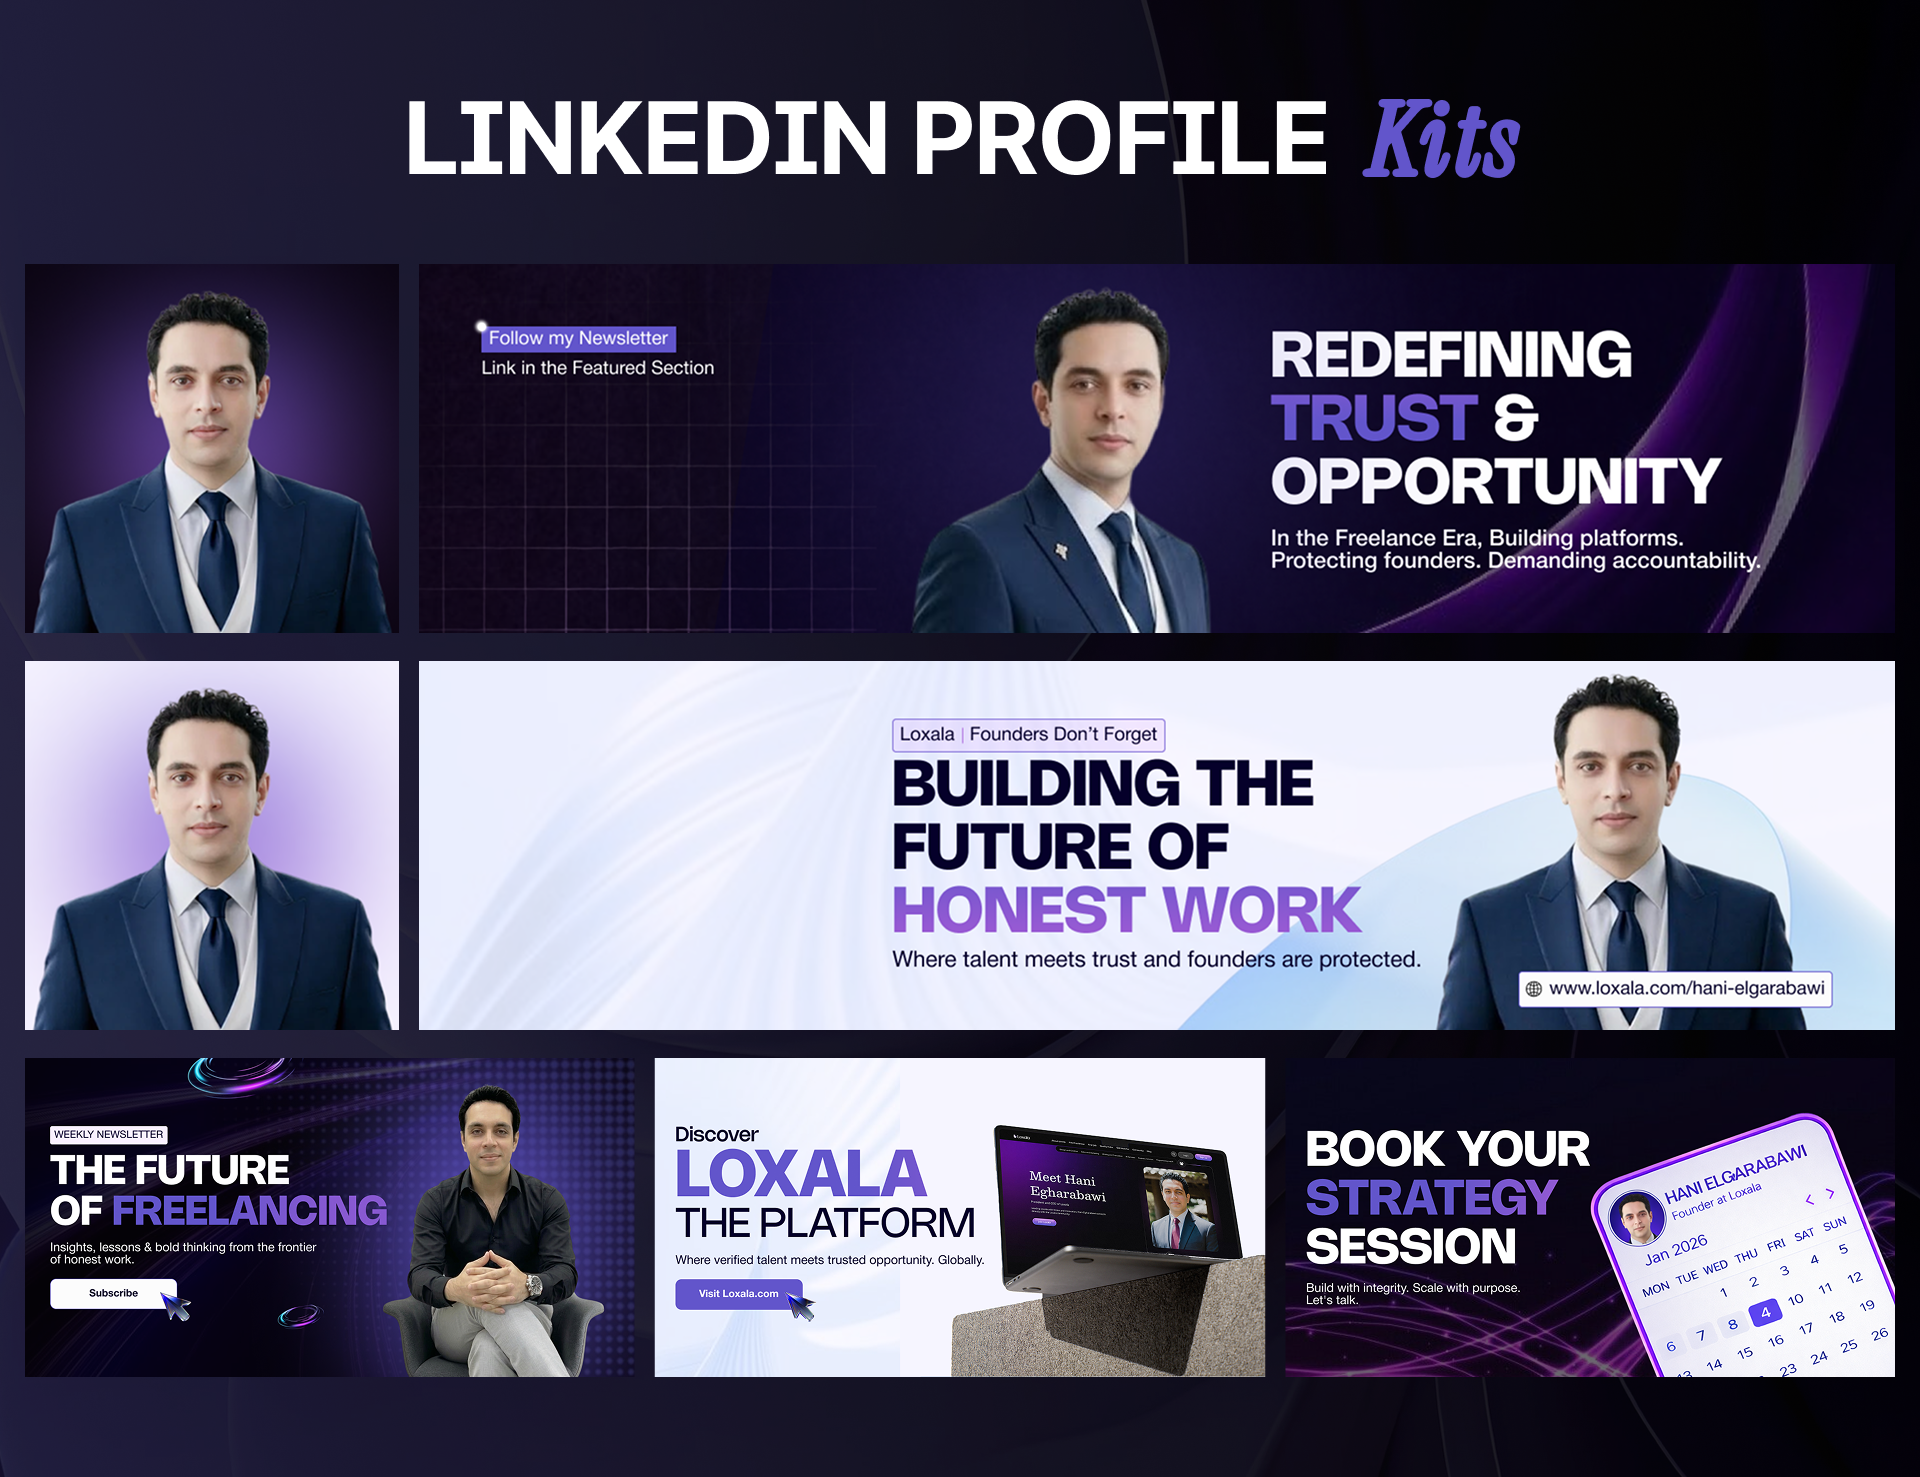 LINKEDIN PROFILE Kits
Follow my Newsletter
Link in the Featured Section
REDEFINING
TRUST &
OPPORTUNITY
In the Freelance Era, Building platforms.
Protecting founders. Demanding accountability.
Loxala | Founders Don't Forget
BUILDING THE
FUTURE OF
HONEST WORK
Where talent meets trust and founders are protected.
www.loxala.com/hani-elgarabawi
WEEKLY NEWSLETTER
THE FUTURE
OF FREELANCING
Insights, lessons & bold thinking from the frontier
of honest work.
Subscribe
Discover
LOXALA
THE PLATFORM
Where verified talent meets trusted opportunity. Globally.
Visit Loxala.com
Meet Hani
Egharabawi
BOOK YOUR
STRATEGY
SESSION
Build with integrity. Scale with purpose.
Let's talk.
HANI ELGARABAWI
Founder at Loxala
Jan 2026
MON TUE WED THU FRI SAT SUN
1 2 3 4 5
6 7 8 4 10 11 12
13 14 15 16 17 18 19
23 24 25 26